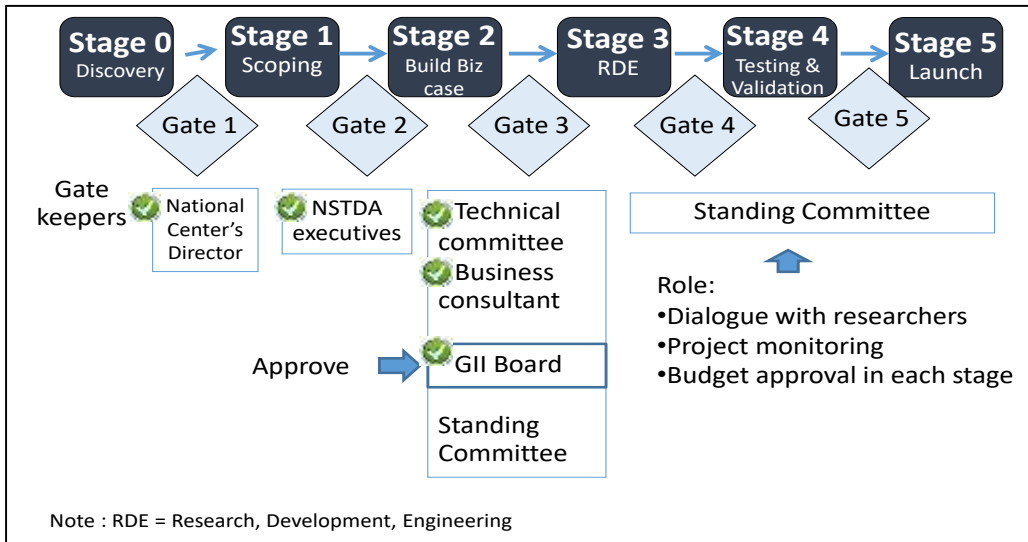 Stage 0
Discovery
Stage 1
Scoping
Stage 2
Build Biz
case
Stage 3
RDE
Stage 4
Testing &
Validation
Stage 5
Launch
Gate 1
Gate 2
Gate 3
Gate 4
Gate 5
Gate
keepers
National
Center's
Director
NSTDA
executives
Technical
committee
Business
consultant
Approve
GII Board
Standing
Committee
Standing Committee
Role:
•Dialogue with researchers
•Project monitoring
•Budget approval in each stage
Note : RDE = Research, Development, Engineering